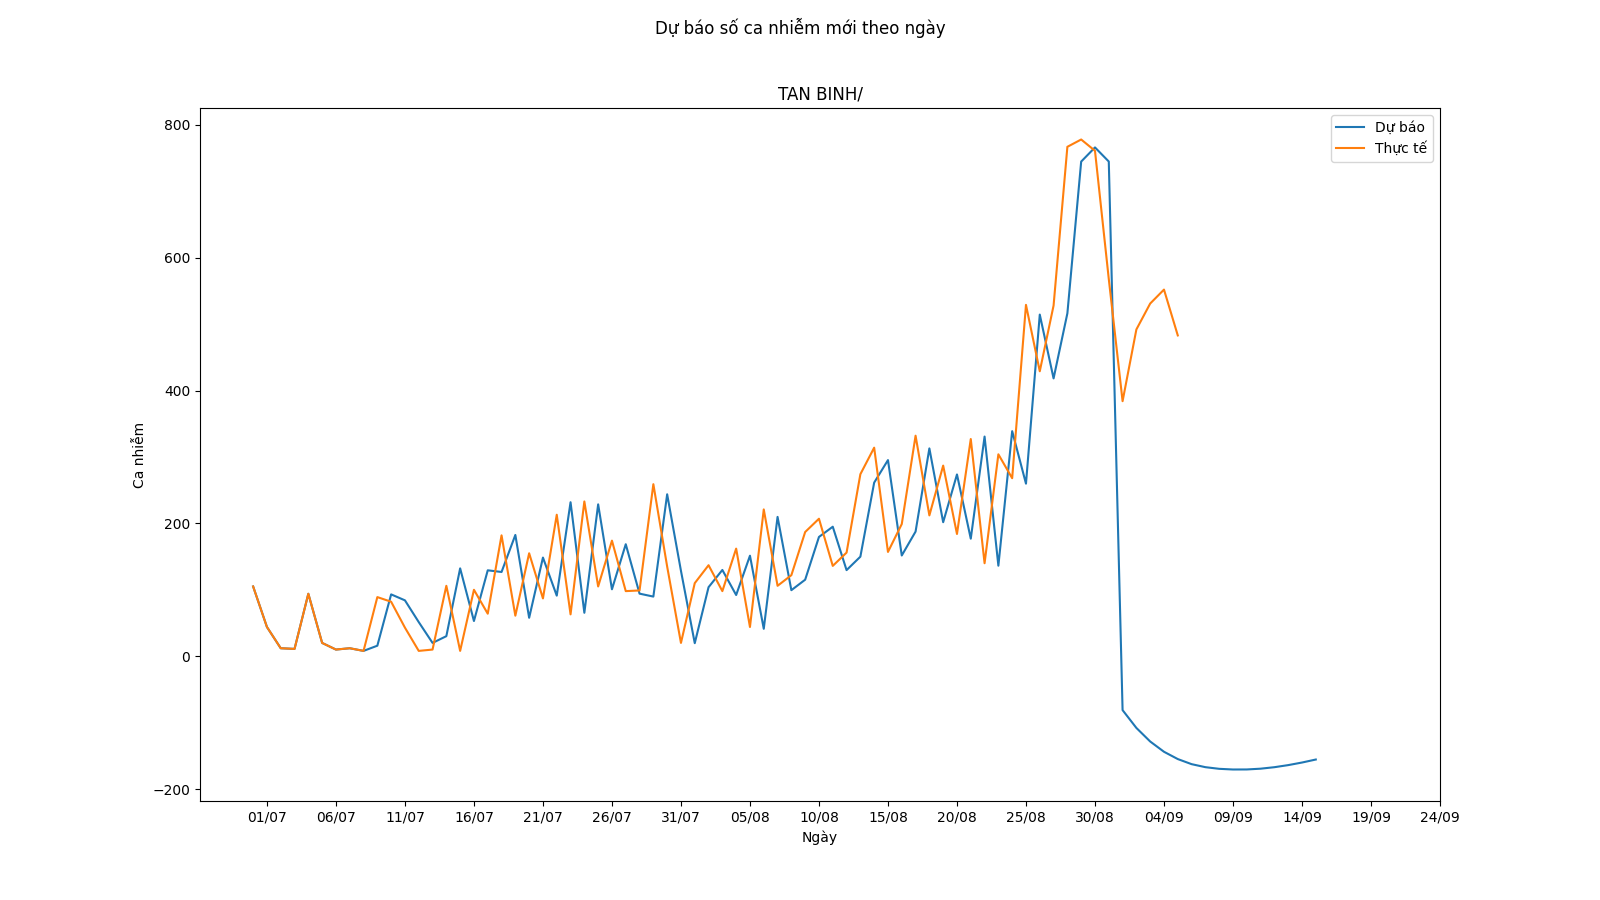 Dự báo số ca nhiễm mới theo ngày
TAN BINH/
Dự báo
Thực tế
800
600
400
200
0
−200
Ca nhiễm
01/07 06/07 11/07 16/07 21/07 26/07 31/07 05/08 10/08 15/08 20/08 25/08 30/08 04/09 09/09 14/09 19/09 24/09
Ngày